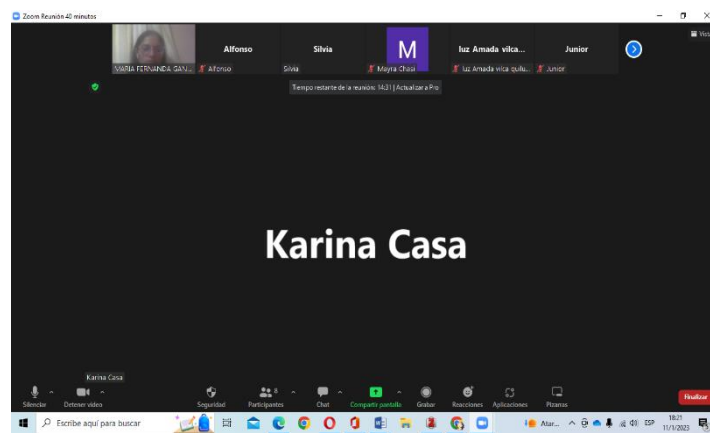 Zoom Reunión 40 minutos
Vista
Alfonso
Silvia
M
luz Amada vilca...
Junior
MARIA FERNANDA GAN...
Alfonso
Silvia
Mayra Chasi
luz Amada vilca quilu...
Junior
Tiempo restante de la reunión: 14:31 | Actualizar a Pro
Karina Casa
Karina Casa
Silenciar
Detener video
Seguridad
Participantes
8
Chat
Compartir pantalla
Grabar
Reacciones
Aplicaciones
Pizarras
Finalizar
Escribe aquí para buscar
Atar...
ESP
18:21
11/1/2023